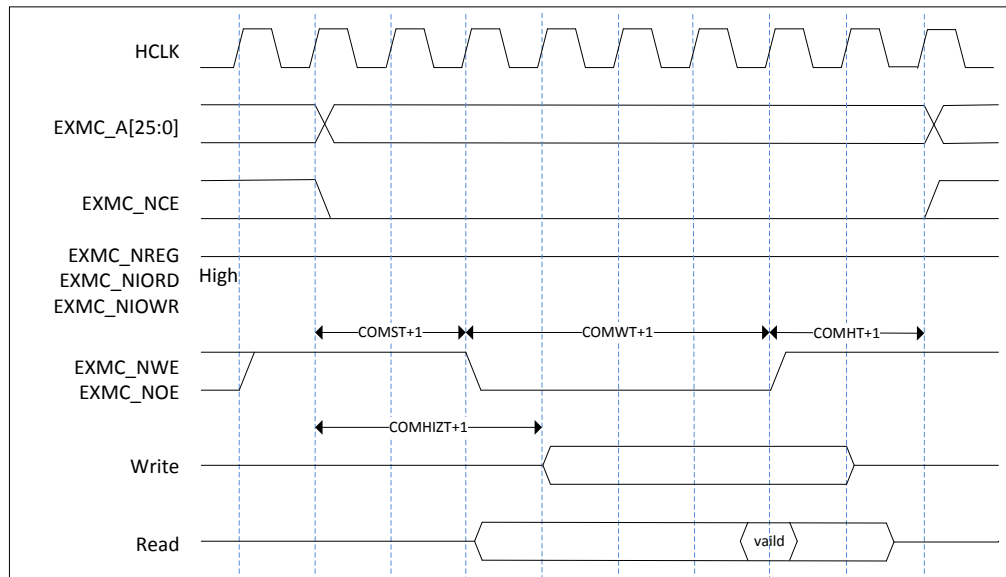 HCLK
EXMC_A[25:0]
EXMC_NCE
EXMC_NREG
EXMC_NIORD
High
EXMC_NIOWR
COMST+1
COMWT+1
COMHT+1
EXMC_NWE
EXMC_NOE
COMHIZT+1
Write
Read
vaild